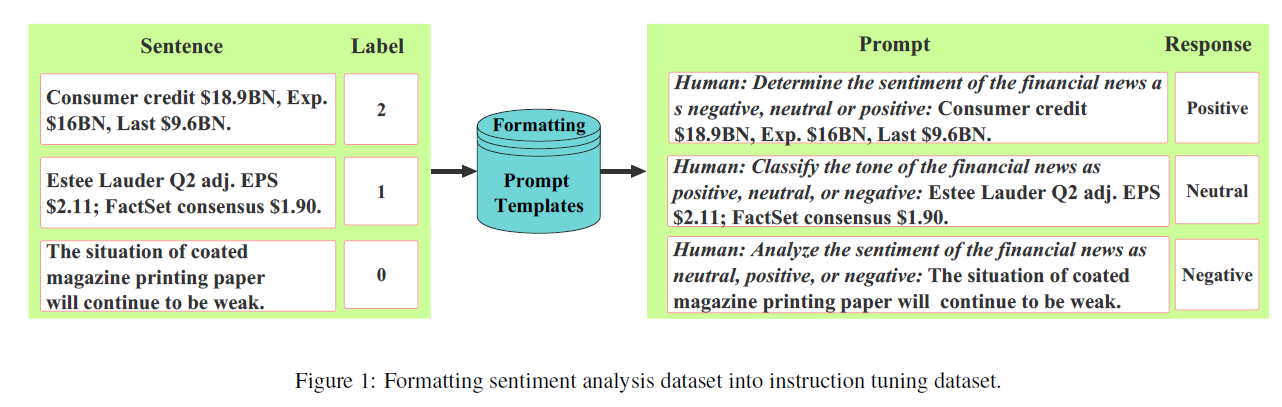 Sentence
Label
Consumer credit $18.9BN, Exp.
$16BN, Last $9.6BN.
2
Estee Lauder Q2 adj. EPS
$2.11; FactSet consensus $1.90.
1
The situation of coated
magazine printing paper
will continue to be weak.
0
Formatting
Prompt
Templates
Prompt
Response
Human: Determine the sentiment of the financial news a
s negative, neutral or positive: Consumer credit
$18.9BN, Exp. $16BN, Last $9.6BN.
Positive
Human: Classify the tone of the financial news as
positive, neutral, or negative: Estee Lauder Q2 adj. EPS
$2.11; FactSet consensus $1.90.
Neutral
Human: Analyze the sentiment of the financial news as
neutral, positive, or negative: The situation of coated
magazine printing paper will continue to be weak.
Negative
Figure 1: Formatting sentiment analysis dataset into instruction tuning dataset.